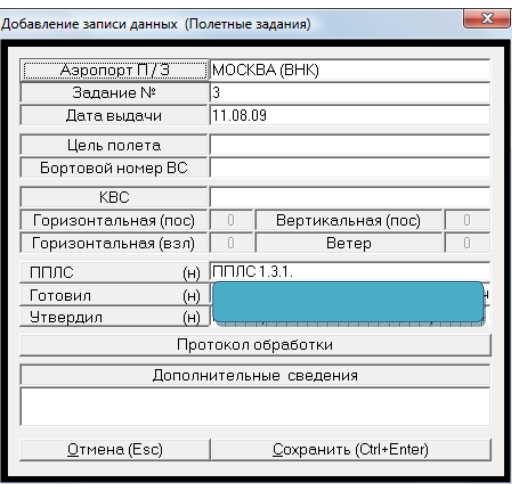 Добавление записи данных (Полетные задания)
Аэропорт П / З МОСКВА (ВНК)
Задание № 3
Дата выдачи 11.08.09
Цель полета
Бортовой номер ВС
КВС
Горизонтальная (пос) 0 Вертикальная (пос) 0
Горизонтальная (взл) 0 Ветер 0
ППЛС (н) ППЛС 1.3.1.
Готовил (н)
Утвердил (н)
Протокол обработки
Дополнительные сведения
Отмена (Esc) Сохранить (Ctrl+Enter)